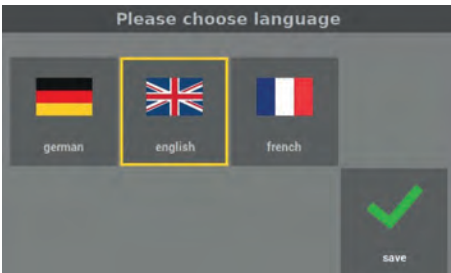 Please choose language
german
english
french
save